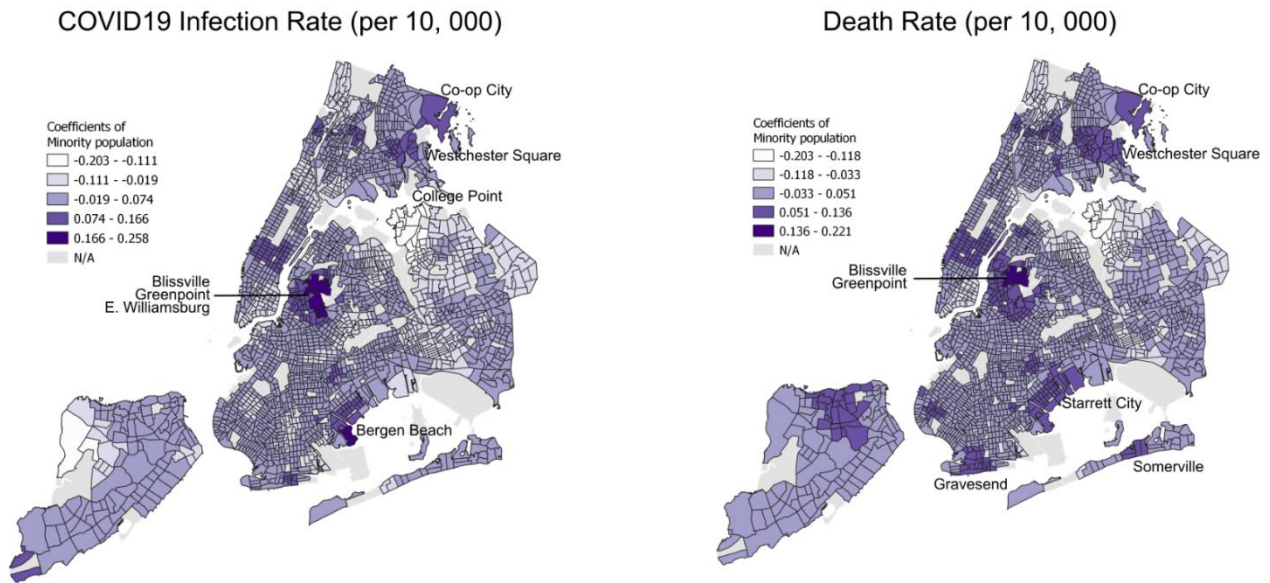 COVID19 Infection Rate (per 10, 000)
Coefficients of
Minority population
-0.203 - -0.111
-0.111 - -0.019
-0.019 - 0.074
0.074 - 0.166
0.166 - 0.258
N/A
Co-op City
Westchester Square
College Point
Blissville
Greenpoint
E. Williamsburg
Bergen Beach
Death Rate (per 10, 000)
Coefficients of
Minority population
-0.203 - -0.118
-0.118 - -0.033
-0.033 - 0.051
0.051 - 0.136
0.136 - 0.221
N/A
Co-op City
Westchester Square
Blissville
Greenpoint
Starrett City
Somerville
Gravesend